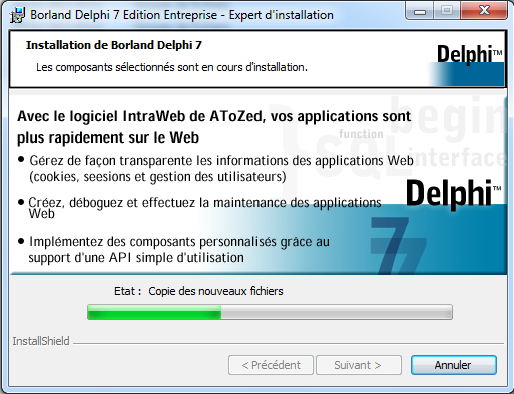 Borland Delphi 7 Edition Entreprise - Expert d'installation
Installation de Borland Delphi 7
Les composants sélectionnés sont en cours d'installation.
Delphi™
Avec le logiciel IntraWeb de AToZed, vos applications sont
plus rapidement sur le Web
• Gérez de façon transparente les informations des applications Web
(cookies, seesions et gestion des utilisateurs)
• Créez, déboguez et effectuez la maintenance des applications
Web
• Implémentez des composants personnalisés grâce au
support d'une API simple d'utilisation
begin
function
SQL
interface
Delphi™
7
7
Etat : Copie des nouveaux fichiers
InstallShield
< Précédent
Suivant >
Annuler